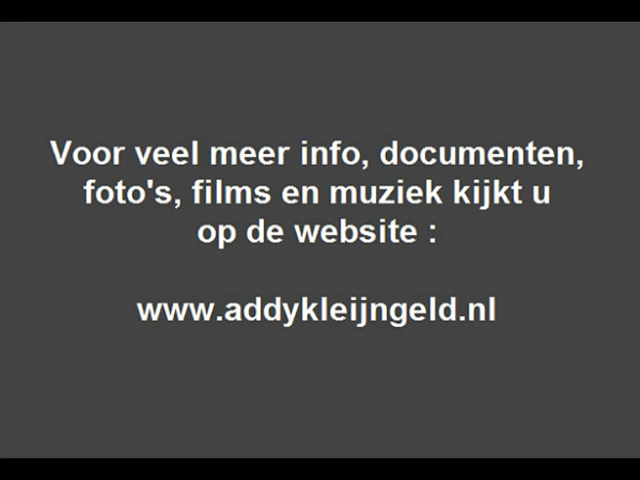 Voor veel meer info, documenten,
foto's, films en muziek kijkt u
op de website :
www.addykleijngeld.nl